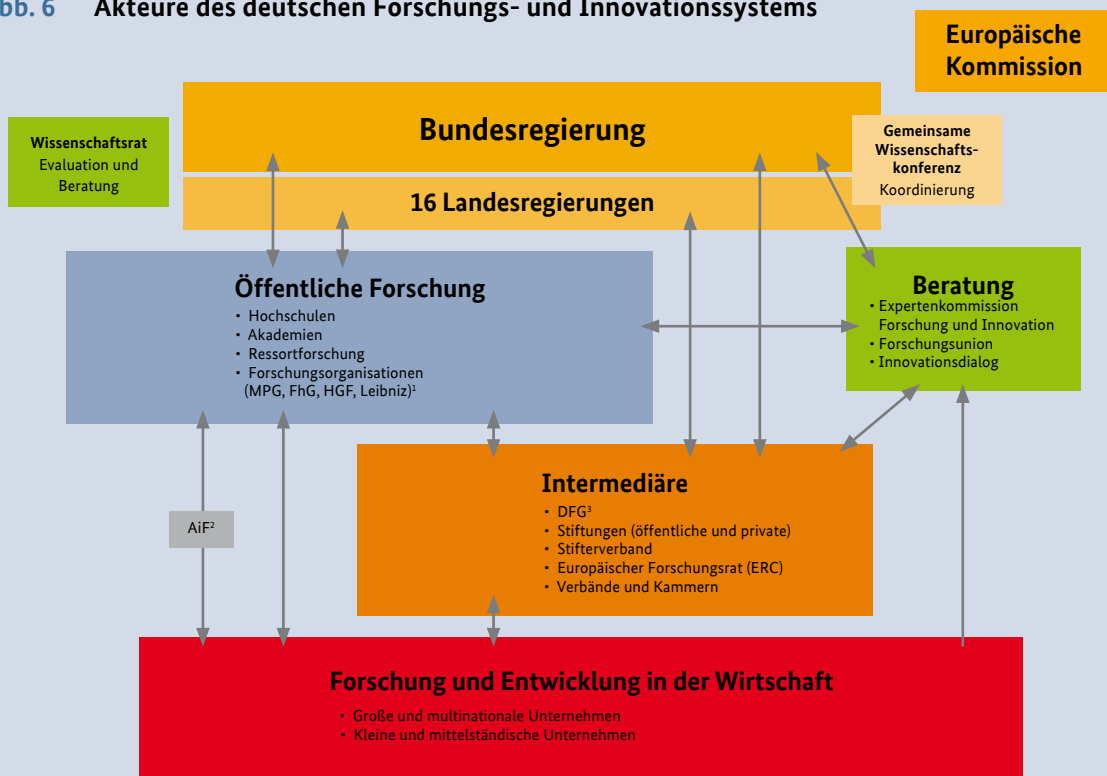 bb. 6 Akteure des deutschen Forschungs- und Innovationssystems
Europäische
Kommission
Bundesregierung
Wissenschaftsrat
Evaluation und
Beratung
Gemeinsame
Wissenschafts-
konferenz
Koordinierung
16 Landesregierungen
Öffentliche Forschung
• Hochschulen
• Akademien
• Ressortforschung
• Forschungsorganisationen
(MPG, FhG, HGF, Leibniz)¹
Beratung
• Expertenkommission
Forschung und Innovation
• Forschungsunion
• Innovationsdialog
Intermediäre
• DFG³
• Stiftungen (öffentliche und private)
• Stifterverband
• Europäischer Forschungsrat (ERC)
• Verbände und Kammern
AiF²
Forschung und Entwicklung in der Wirtschaft
• Große und multinationale Unternehmen
• Kleine und mittelständische Unternehmen